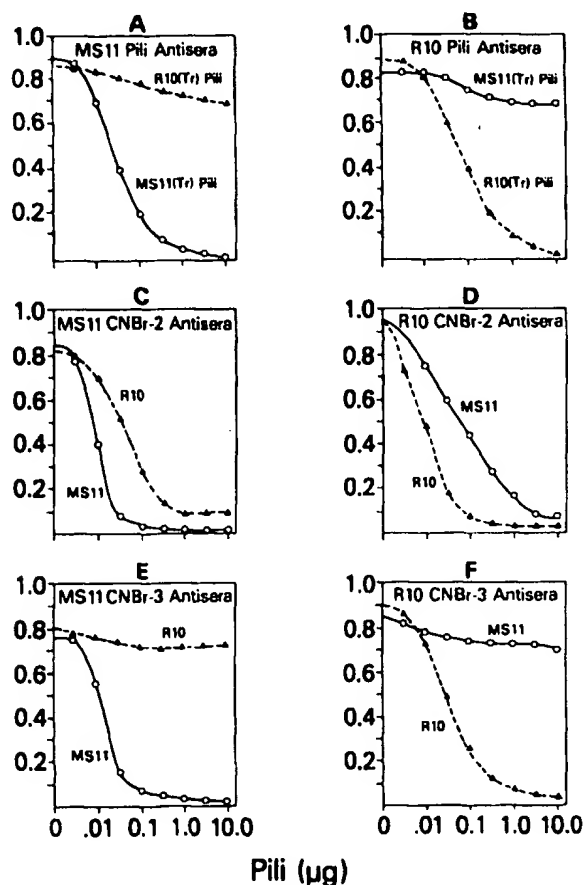 A
MS11 Pili Antisera
1.0
0.8
0.6
0.4
0.2
R10(Tr) Pili
MS11(Tr) Pili
B
R10 Pili Antisera
1.0
0.8
0.6
0.4
0.2
MS11(Tr) Pili
R10(Tr) Pili
C
MS11 CNBr-2 Antisera
1.0
0.8
0.6
0.4
0.2
R10
MS11
D
R10 CNBr-2 Antisera
1.0
0.8
0.6
0.4
0.2
MS11
R10
E
MS11 CNBr-3 Antisera
1.0
0.8
0.6
0.4
0.2
R10
MS11
0 .01 0.1 1.0 10.0
F
R10 CNBr-3 Antisera
1.0
0.8
0.6
0.4
0.2
MS11
R10
0 .01 0.1 1.0 10.0
Pili (μg)